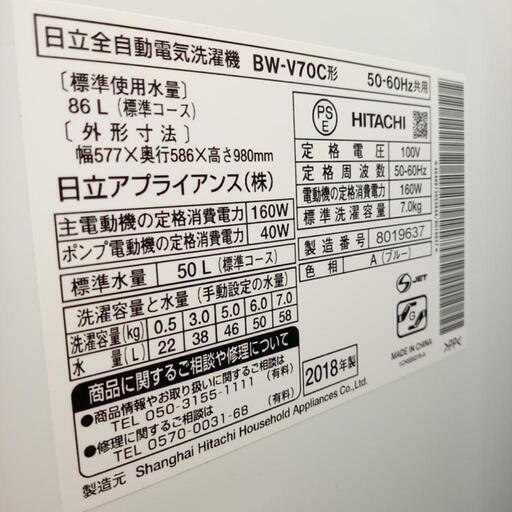 日立全自動電気洗濯機 BW-V70C形 50-60Hz共用
〔標準使用水量〕
86L(標準コース)
〔外形寸法〕
幅577×奥行586×高さ980mm
日立アプライアンス(株)
主電動機の定格消費電力 160W
ポンプ電動機の定格消費電力 40W
標準水量 50L(標準コース)
洗濯容量と水量(手動設定の水量)
洗濯容量(kg) 0.5 3.0 5.0 6.0 7.0
水量(L) 22 38 46 50 58
商品に関するご相談や修理について
●商品情報やお取り扱いに関するご相談
TEL 050-3155-1111 (有料)
●修理に関するご相談
TEL 0570-0031-68 (有料)
製造元 Shanghai Hitachi Household Appliances Co.,Ltd.
PSE
HITACHI
定格電圧 100V
定格周波数 50-60Hz
電動機の定格消費電力 160W
標準洗濯容量 7.0kg
製造番号 8019637
色相 A(ブルー)
2018年製
S-JET
G
MADE IN CHINA
>PP<